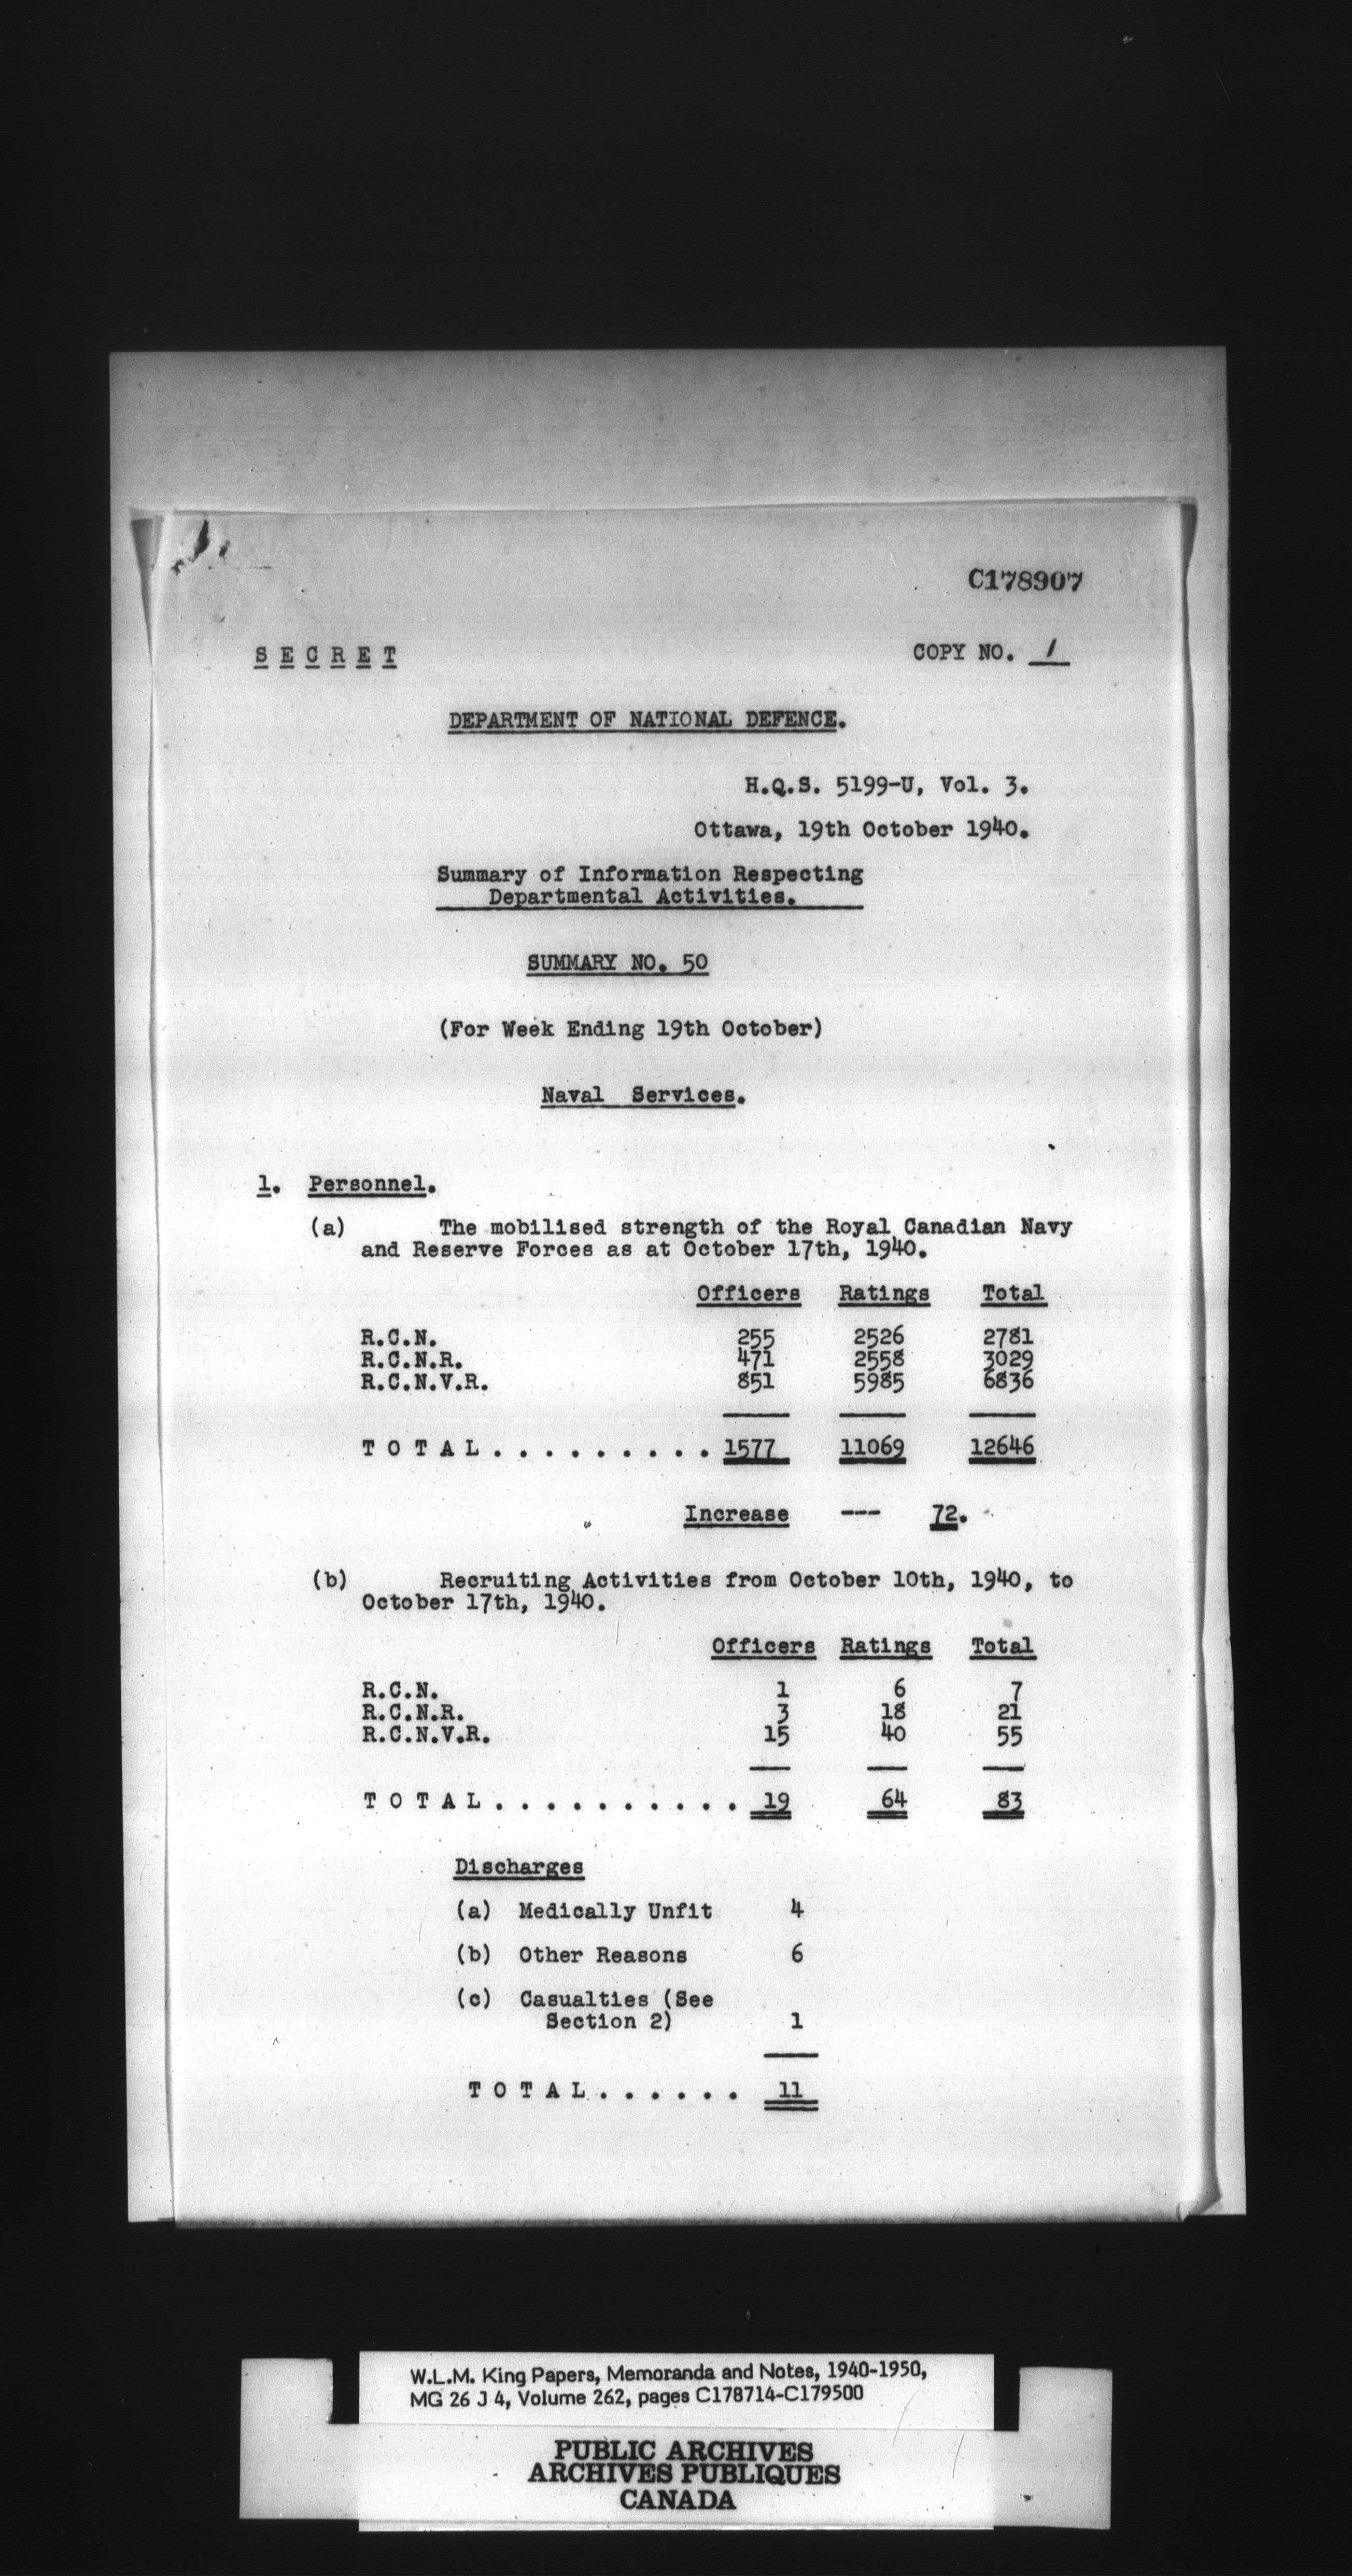 C178907
SECRET COPY NO. 1
DEPARTMENT OF NATIONAL DEFENCE.
H.Q.S. 5199-U, Vol. 3.
Ottawa, 19th October 1940.
Summary of Information Respecting
Departmental Activities.
SUMMARY NO. 50
(For Week Ending 19th October)
Naval Services.
1. Personnel.
(a) The mobilised strength of the Royal Canadian Navy
and Reserve Forces as at October 17th, 1940.
Officers Ratings Total
R.C.N. 255 2526 2781
R.C.N.R. 471 2558 3029
R.C.N.V.R. 851 5985 6836
TOTAL......... 1577 11069 12646
Increase --- 72.
(b) Recruiting Activities from October 10th, 1940, to
October 17th, 1940.
Officers Ratings Total
R.C.N. 1 6 7
R.C.N.R. 3 18 21
R.C.N.V.R. 15 40 55
TOTAL.......... 19 64 83
Discharges
(a) Medically Unfit 4
(b) Other Reasons 6
(c) Casualties (See
Section 2) 1
TOTAL...... 11
W.L.M. King Papers, Memoranda and Notes, 1940-1950,
MG 26 J 4, Volume 262, pages C178714-C179500
PUBLIC ARCHIVES
ARCHIVES PUBLIQUES
CANADA